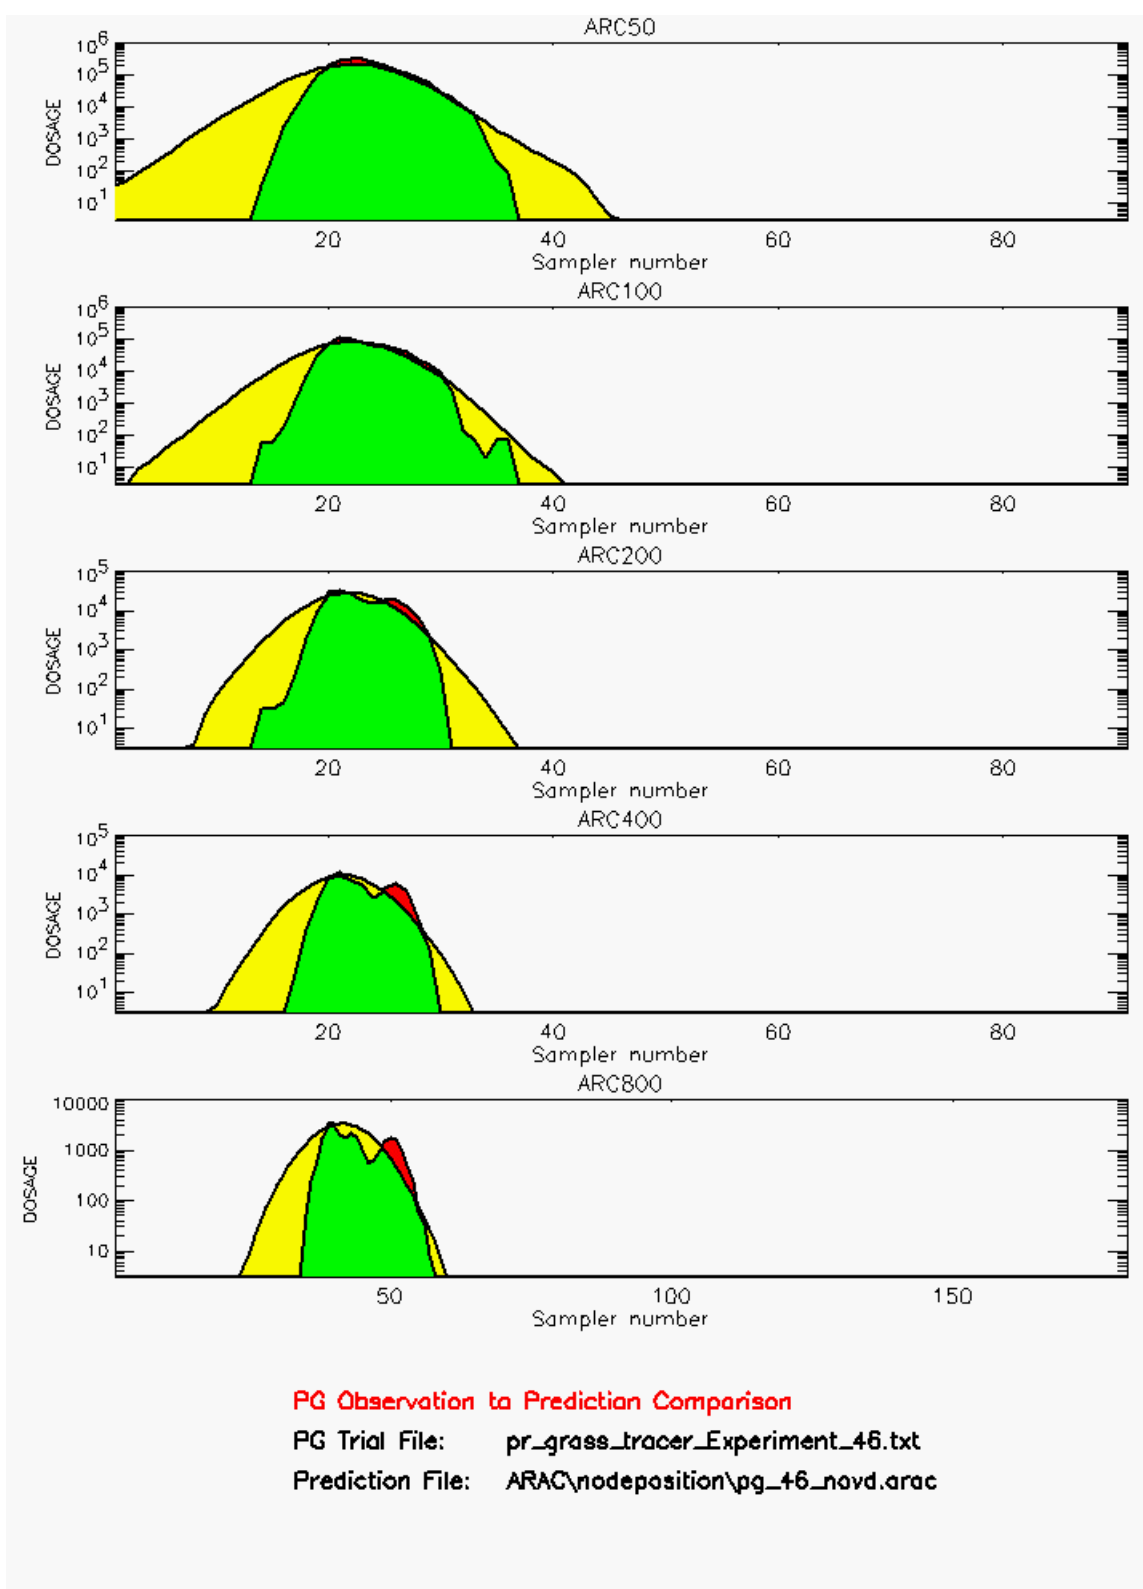 ARC50
10^6
10^5
10^4
10^3
10^2
10^1
DOSAGE
20 40 60 80
Sampler number
ARC100
10^6
10^5
10^4
10^3
10^2
10^1
DOSAGE
20 40 60 80
Sampler number
ARC200
10^5
10^4
10^3
10^2
10^1
DOSAGE
20 40 60 80
Sampler number
ARC400
10^5
10^4
10^3
10^2
10^1
DOSAGE
20 40 60 80
Sampler number
ARC800
10000
1000
100
10
DOSAGE
50 100 150
Sampler number
PG Observation to Prediction Comparison
PG Trial File: pr_grass_tracer_Experiment_46.txt
Prediction File: ARAC\nodeposition\pg_46_novd.arac